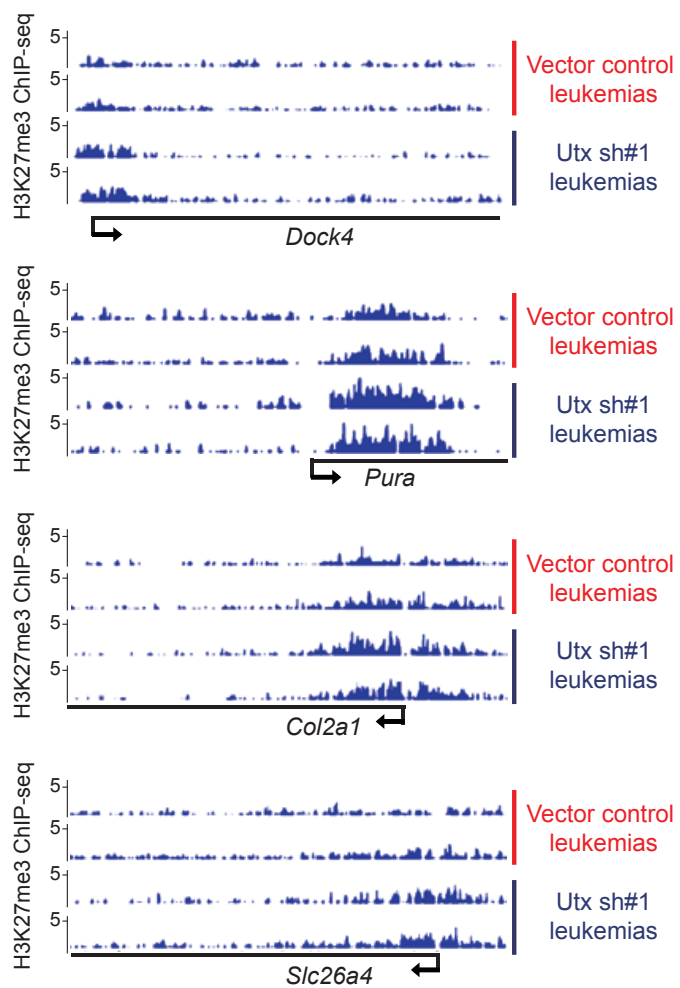 H3K27me3 ChIP-seq
5
5
5
5
Vector control
leukemias
Utx sh#1
leukemias
Dock4
H3K27me3 ChIP-seq
5
5
5
5
Vector control
leukemias
Utx sh#1
leukemias
Pura
H3K27me3 ChIP-seq
5
5
5
5
Vector control
leukemias
Utx sh#1
leukemias
Col2a1
H3K27me3 ChIP-seq
5
5
5
5
Vector control
leukemias
Utx sh#1
leukemias
Slc26a4